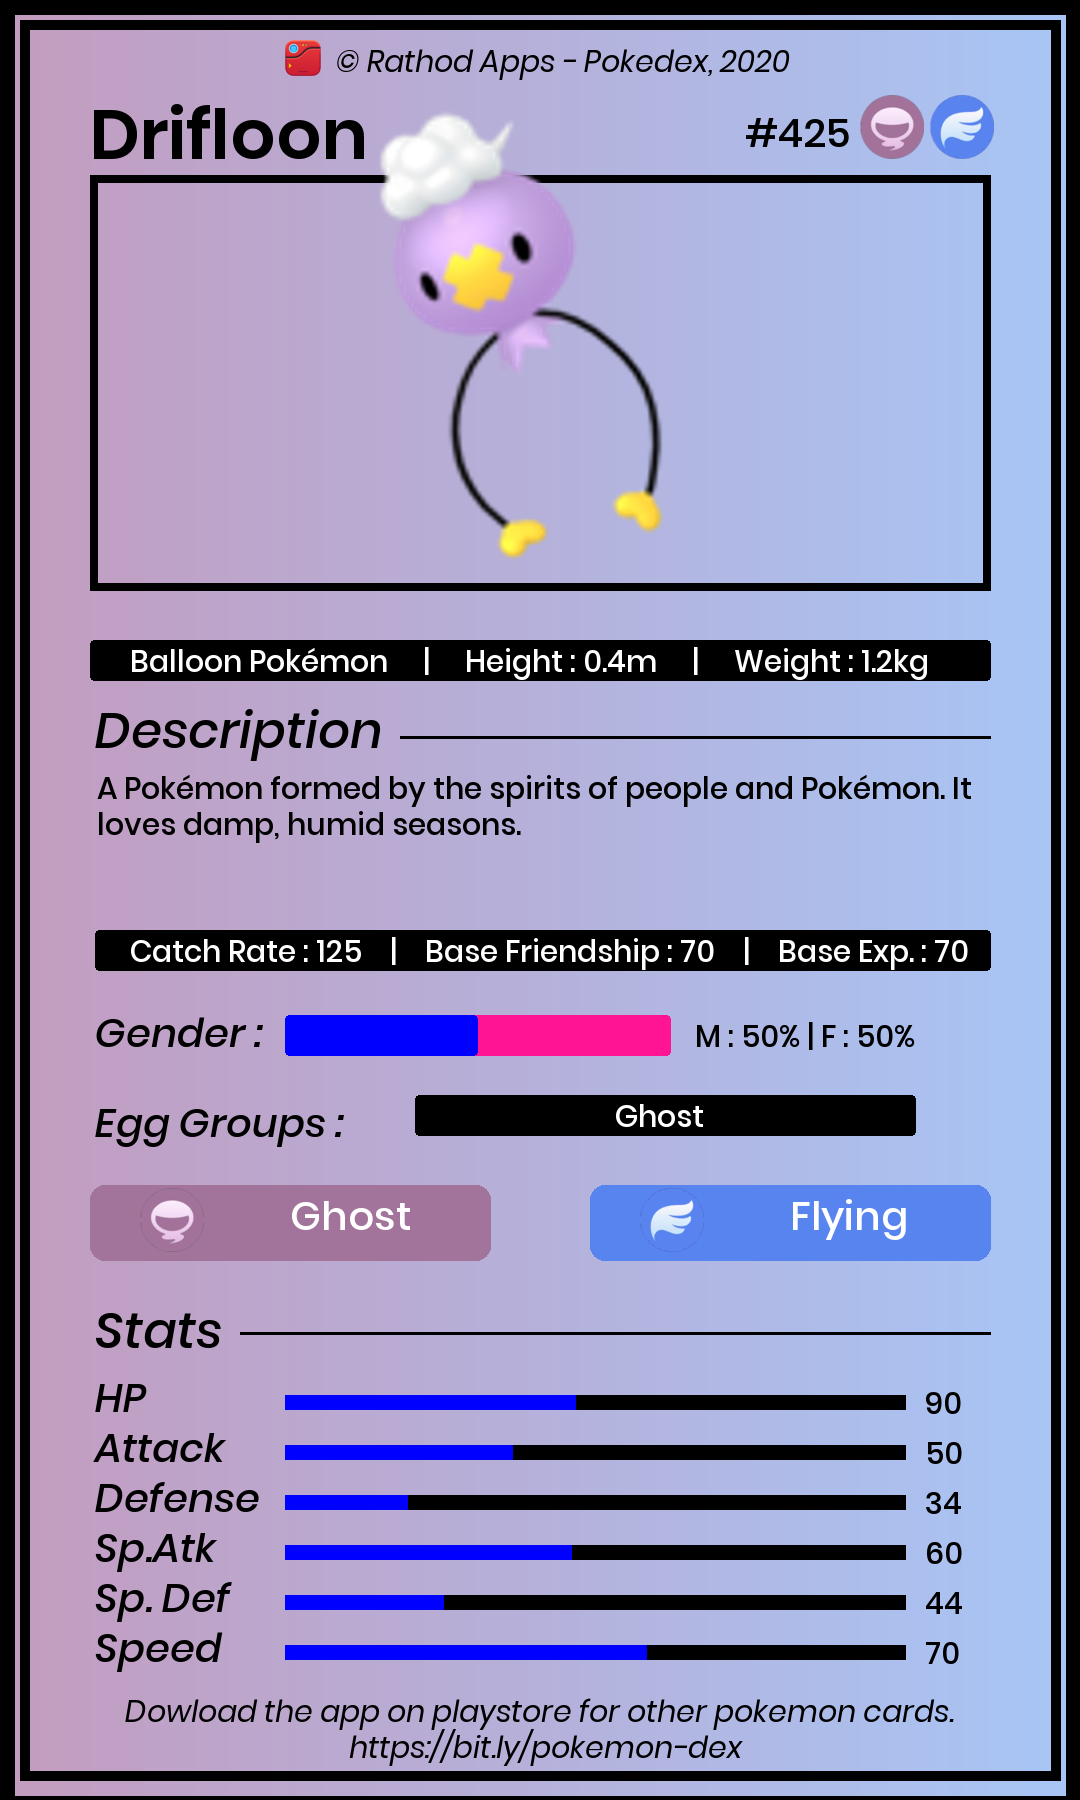 © Rathod Apps - Pokedex, 2020
Drifloon #425
Balloon Pokémon | Height : 0.4m | Weight : 1.2kg
Description
A Pokémon formed by the spirits of people and Pokémon. It
loves damp, humid seasons.
Catch Rate : 125 | Base Friendship : 70 | Base Exp. : 70
Gender : M : 50% | F : 50%
Egg Groups : Ghost
Ghost Flying
Stats
HP 90
Attack 50
Defense 34
Sp.Atk 60
Sp. Def 44
Speed 70
Dowload the app on playstore for other pokemon cards.
https://bit.ly/pokemon-dex